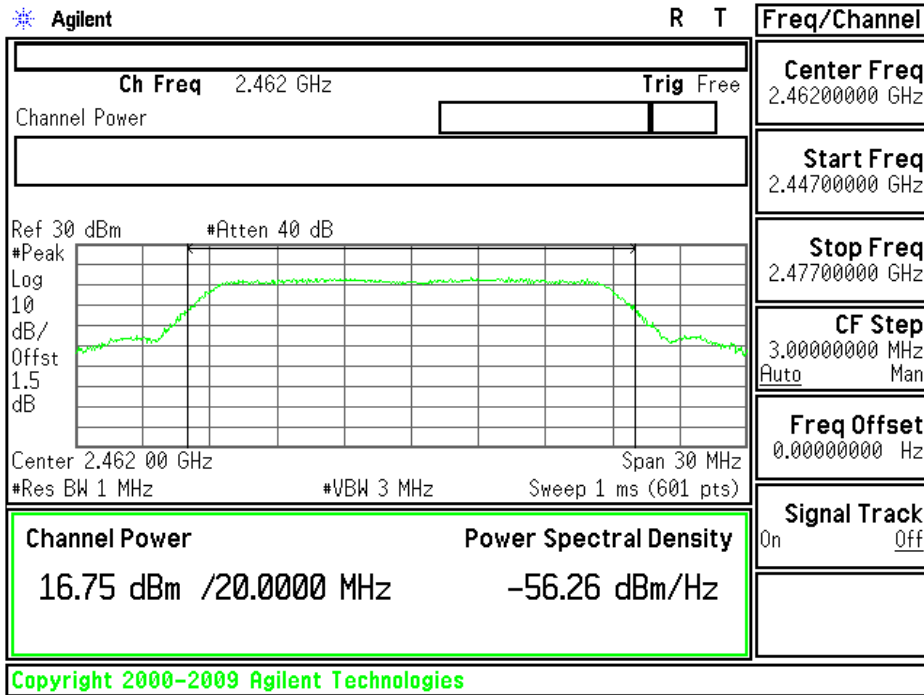 Agilent
R T
Ch Freq 2.462 GHz
Trig Free
Channel Power
Ref 30 dBm
#Atten 40 dB
#Peak
Log
10
dB/
Offst
1.5
dB
Center 2.462 00 GHz
Span 30 MHz
#Res BW 1 MHz
#VBW 3 MHz
Sweep 1 ms (601 pts)
Channel Power
Power Spectral Density
16.75 dBm /20.0000 MHz
-56.26 dBm/Hz
Copyright 2000-2009 Agilent Technologies
Freq/Channel
Center Freq
2.46200000 GHz
Start Freq
2.44700000 GHz
Stop Freq
2.47700000 GHz
CF Step
3.00000000 MHz
Auto Man
Freq Offset
0.00000000 Hz
Signal Track
On Off